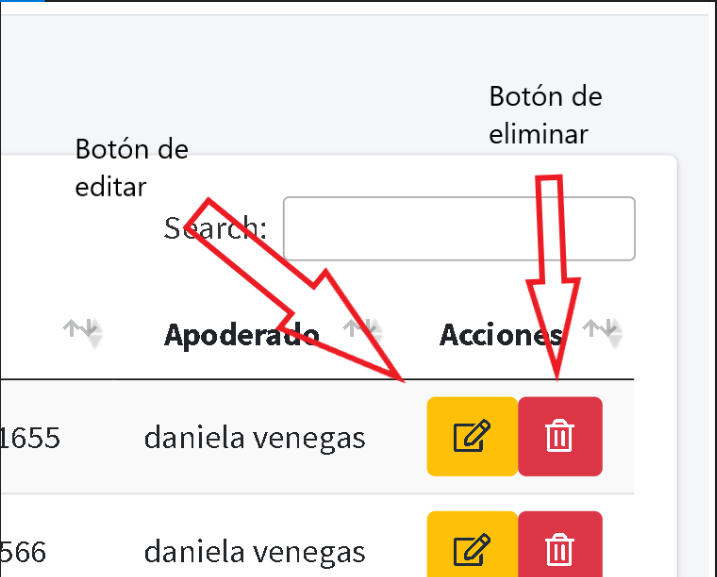 Botón de
eliminar
Botón de
editar
Search:
Apoderado
Acciones
1655
daniela venegas
566
daniela venegas